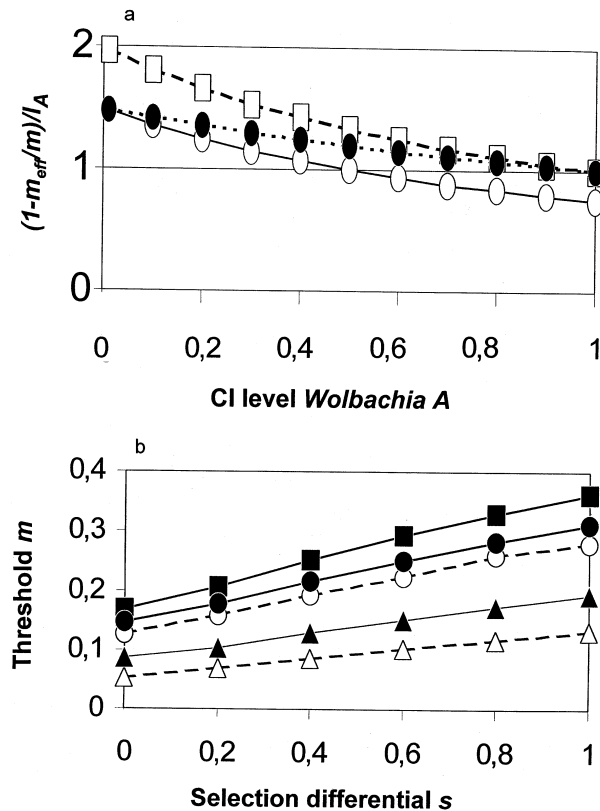 a
2
1
0
(1-meff/m)/IA
0 0,2 0,4 0,6 0,8 1
CI level Wolbachia A
b
0,4
0,3
0,2
0,1
0
Threshold m
0 0,2 0,4 0,6 0,8 1
Selection differential s